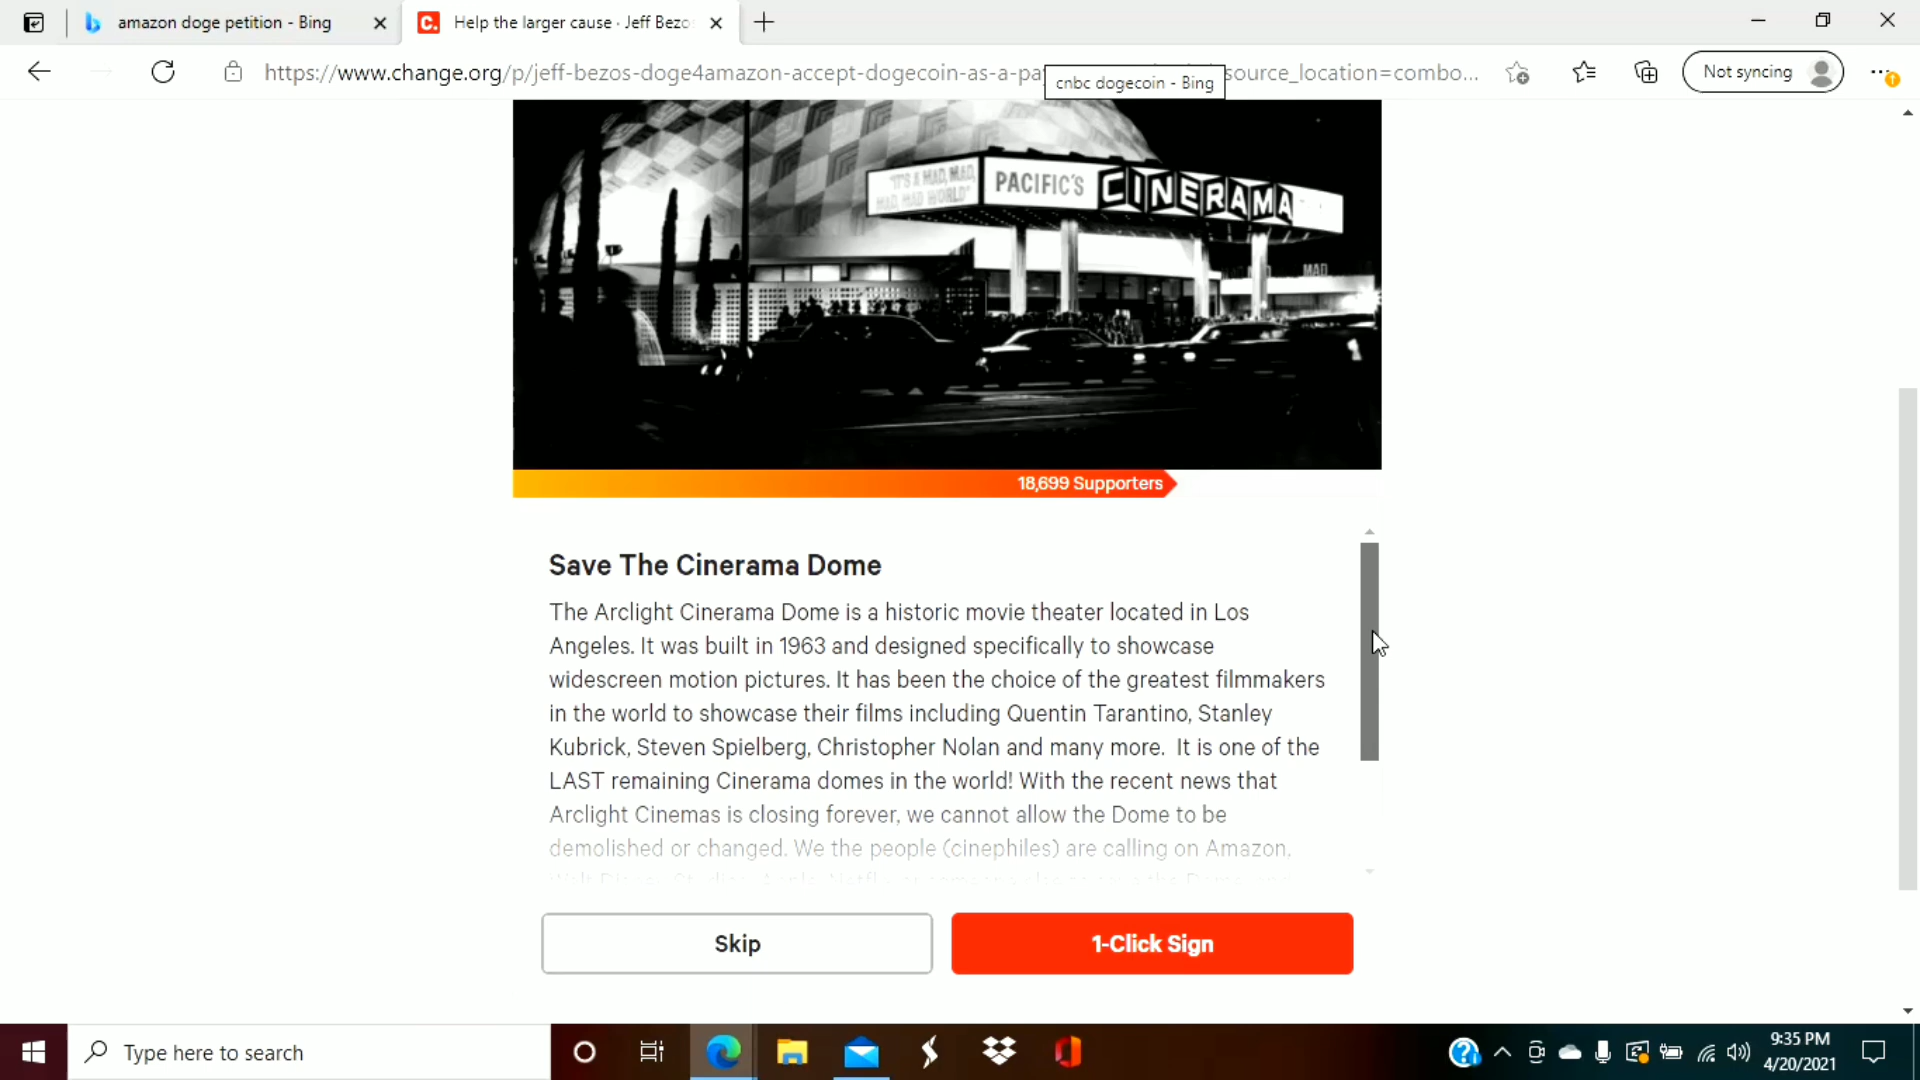 amazon doge petition - Bing
C. Help the larger cause · Jeff Bezo
https://www.change.org/p/jeff-bezos-doge4amazon-accept-dogecoin-as-a-pa
source_location=combo...
Not syncing
cnbc dogecoin - Bing
"IT'S A MAD, MAD,
MAD, MAD WORLD"
PACIFIC'S CINERAMA
MAD
18,699 Supporters
Save The Cinerama Dome
The Arclight Cinerama Dome is a historic movie theater located in Los
Angeles. It was built in 1963 and designed specifically to showcase
widescreen motion pictures. It has been the choice of the greatest filmmakers
in the world to showcase their films including Quentin Tarantino, Stanley
Kubrick, Steven Spielberg, Christopher Nolan and many more. It is one of the
LAST remaining Cinerama domes in the world! With the recent news that
Arclight Cinemas is closing forever, we cannot allow the Dome to be
demolished or changed. We the people (cinephiles) are calling on Amazon,
Skip
1-Click Sign
Type here to search
9:35 PM
4/20/2021